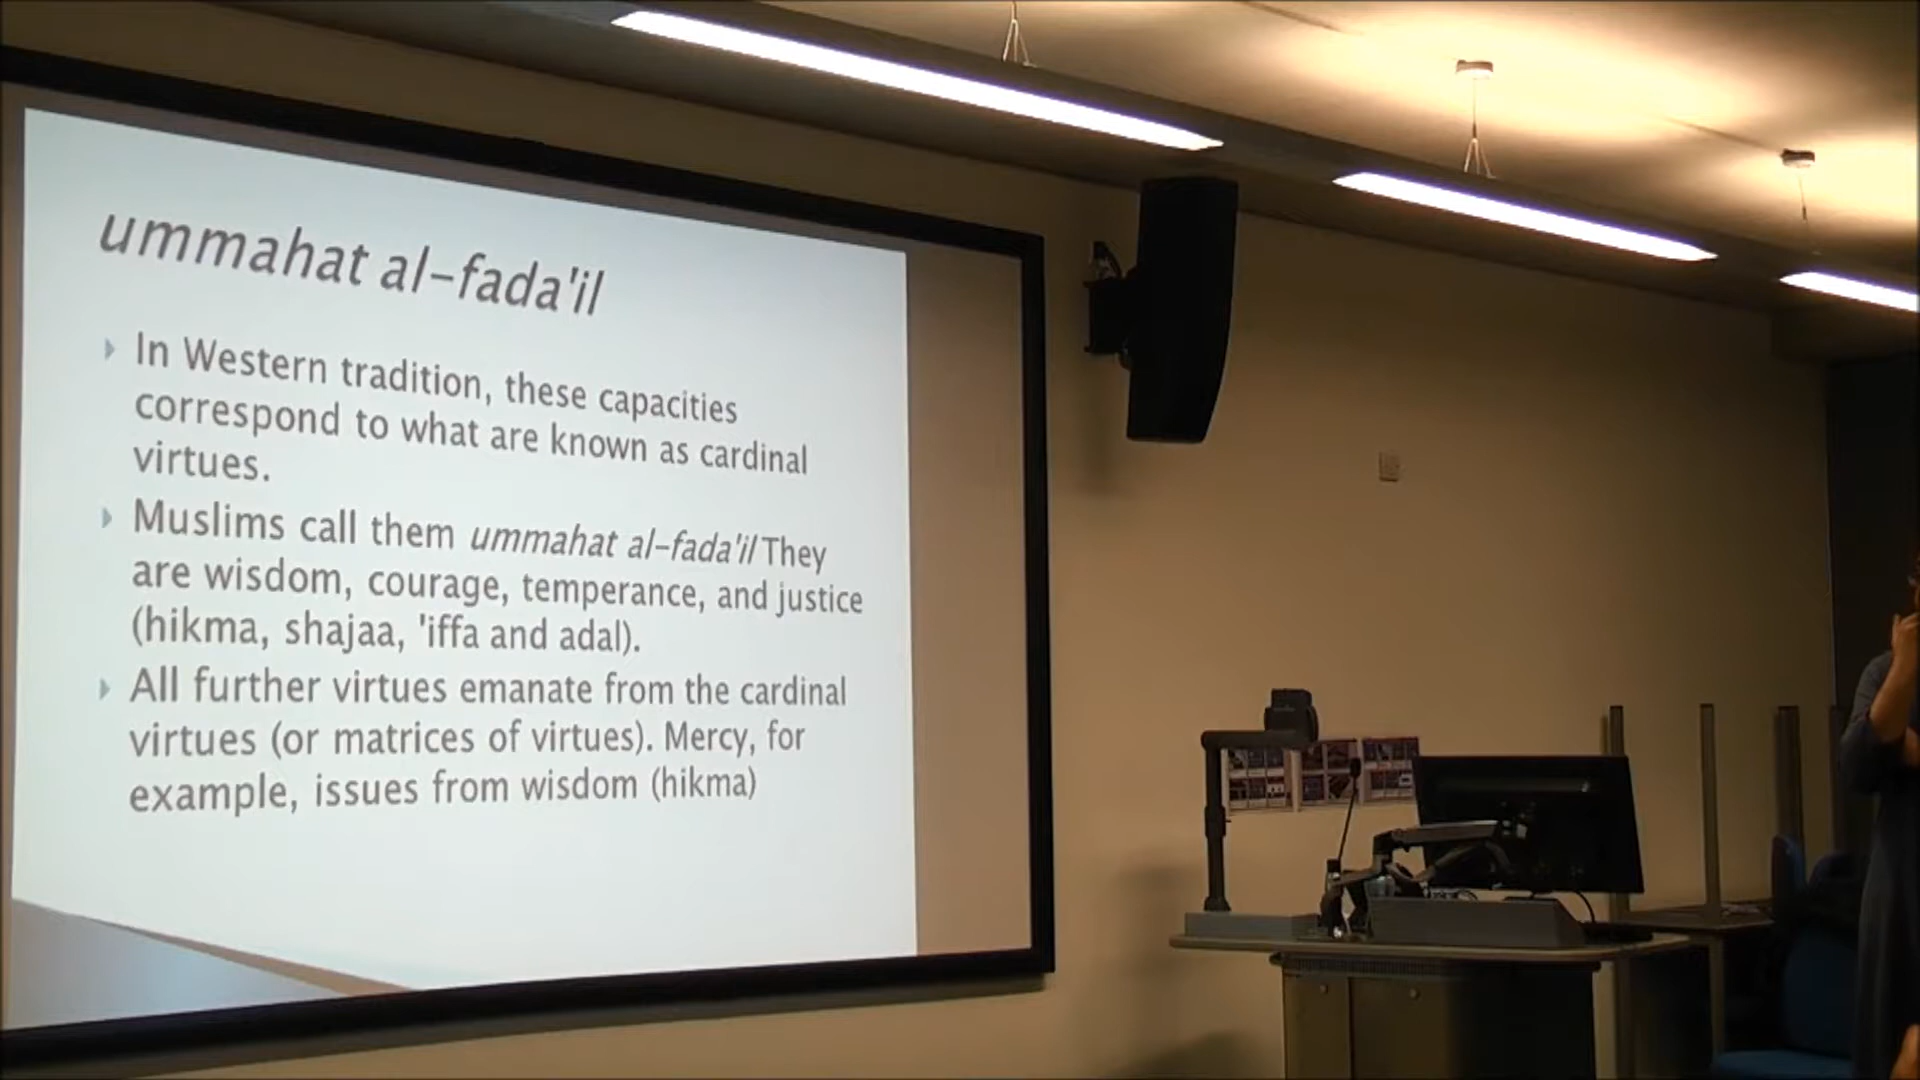 ummahat al-fada'il
In Western tradition, these capacities
correspond to what are known as cardinal
virtues.
Muslims call them ummahat al-fada'il They
are wisdom, courage, temperance, and justice
(hikma, shajaa, 'iffa and adal).
All further virtues emanate from the cardinal
virtues (or matrices of virtues). Mercy, for
example, issues from wisdom (hikma)